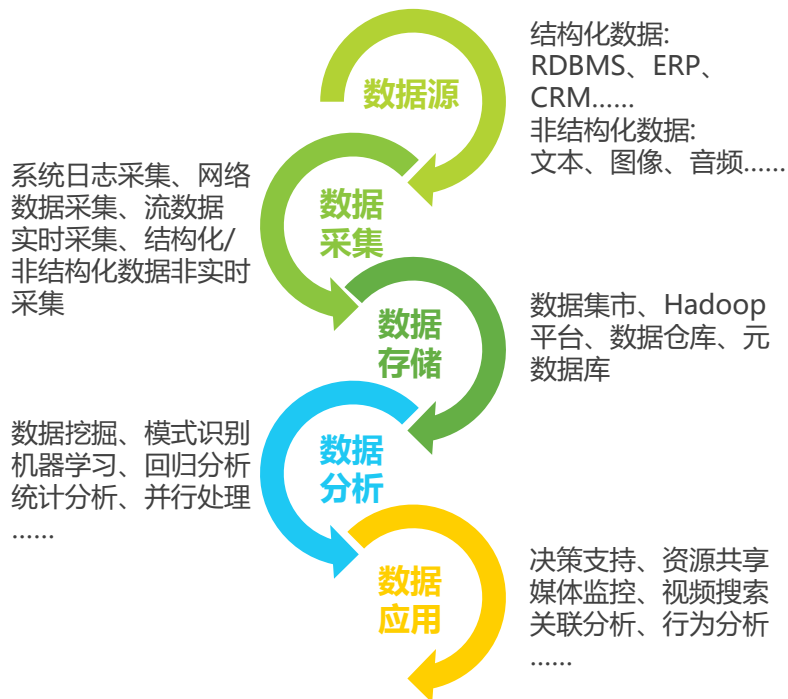 数据源
结构化数据:
RDBMS、ERP、
CRM……
非结构化数据:
文本、图像、音频……
系统日志采集、网络
数据采集、流数据
实时采集、结构化/
非结构化数据非实时
采集
数据
采集
数据
存储
数据集市、Hadoop
平台、数据仓库、元
数据库
数据挖掘、模式识别
机器学习、回归分析
统计分析、并行处理
……
数据
分析
数据
应用
决策支持、资源共享
媒体监控、视频搜索
关联分析、行为分析
……